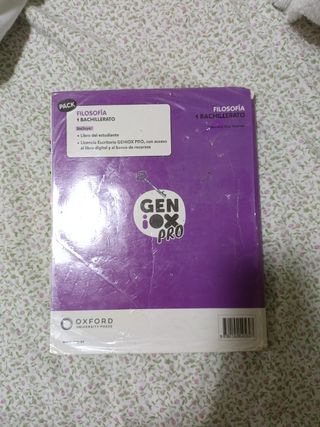 PACK
FILOSOFÍA
1 BACHILLERATO
Incluye:
• Libro del estudiante
• Licencia Escritorio GENiOX PRO, con acceso
al libro digital y al banco de recursos
FILOSOFÍA
1 BACHILLERATO
GEN
iOX
PRO
OXFORD
UNIVERSITY PRESS